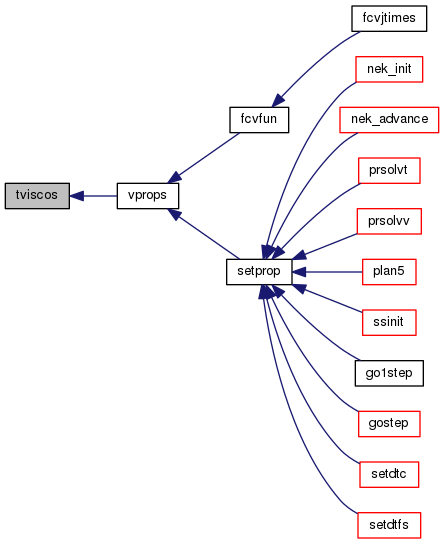 fcvjtimes
nek_init
nek_advance
fcvfun
prsolvt
tviscos
vprops
prsolvv
setprop
plan5
ssinit
go1step
gostep
setdtc
setdtfs